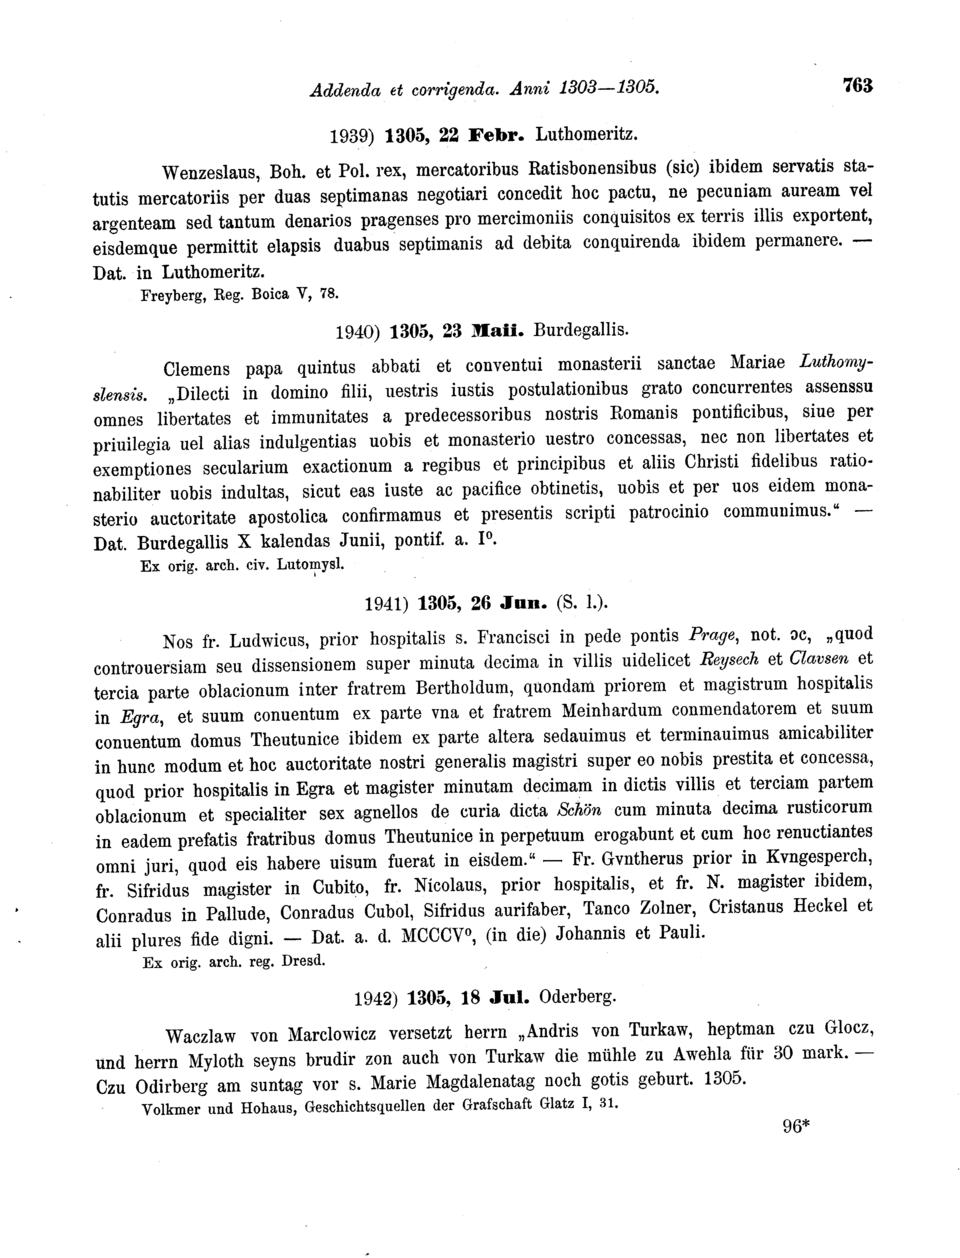 Addenda et corrigenda. Anni 1303—1305. 763
1939) 1305, 22 Febr. Luthomeritz.
Wenzeslaus, Boh. et Pol. rex, mercatoribus Ratisbonensibus (sic) ibidem servatis sta-
tutis mercatoriis per duas septimanas negotiari concedit hoc pactu, ne pecuniam auream vel
argenteam sed tantum denarios pragenses pro mercimoniis conquisitos ex terris illis exportent,
eisdemque permittit elapsis duabus septimanis ad debita conquirenda ibidem permanere. —
Dat. in Luthomeritz.
Freyberg, Reg. Boica V, 78.
1940) 1305, 23 Maii. Burdegallis.
Clemens papa quintus abbati et conventui monasterii sanctae Mariae Luthomy-
slensis. „Dilecti in domino filii, uestris iustis postulationibus grato concurrentes assenssu
omnes libertates et immunitates a predecessoribus nostris Romanis pontificibus, siue per
priuilegia uel alias indulgentias uobis et monasterio uestro concessas, nec non libertates et
exemptiones secularium exactionum a regibus et principibus et aliis Christi fidelibus ratio-
nabiliter uobis indultas, sicut eas iuste ac pacifice obtinetis, uobis et per uos eidem mona-
sterio auctoritate apostolica confirmamus et presentis scripti patrocinio communimus.“ —
Dat. Burdegallis X kalendas Junii, pontif. a. I⁰.
Ex orig. arch. civ. Lutomysl.
1941) 1305, 26 Jun. (S. l.).
Nos fr. Ludwicus, prior hospitalis s. Francisci in pede pontis Prage, not. ɔc, „quod
controuersiam seu dissensionem super minuta decima in villis uidelicet Reysech et Clavsen et
tercia parte oblacionum inter fratrem Bertholdum, quondam priorem et magistrum hospitalis
in Egra, et suum conuentum ex parte vna et fratrem Meinhardum conmendatorem et suum
conuentum domus Theutunice ibidem ex parte altera sedauimus et terminauimus amicabiliter
in hunc modum et hoc auctoritate nostri generalis magistri super eo nobis prestita et concessa,
quod prior hospitalis in Egra et magister minutam decimam in dictis villis et terciam partem
oblacionum et specialiter sex agnellos de curia dicta Schön cum minuta decima rusticorum
in eadem prefatis fratribus domus Theutunice in perpetuum erogabunt et cum hoc renuctiantes
omni juri, quod eis habere uisum fuerat in eisdem.“ — Fr. Gvntherus prior in Kvngesperch,
fr. Sifridus magister in Cubito, fr. Nicolaus, prior hospitalis, et fr. N. magister ibidem,
Conradus in Pallude, Conradus Cubol, Sifridus aurifaber, Tanco Zolner, Cristanus Heckel et
alii plures fide digni. — Dat. a. d. MCCCV⁰, (in die) Johannis et Pauli.
Ex orig. arch. reg. Dresd.
1942) 1305, 18 Jul. Oderberg.
Waczlaw von Marclowicz versetzt herrn „Andris von Turkaw, heptman czu Glocz,
und herrn Myloth seyns brudir zon auch von Turkaw die mühle zu Awehla für 30 mark. —
Czu Odirberg am suntag vor s. Marie Magdalenatag noch gotis geburt. 1305.
Volkmer und Hohaus, Geschichtsquellen der Grafschaft Glatz I, 31.
96*